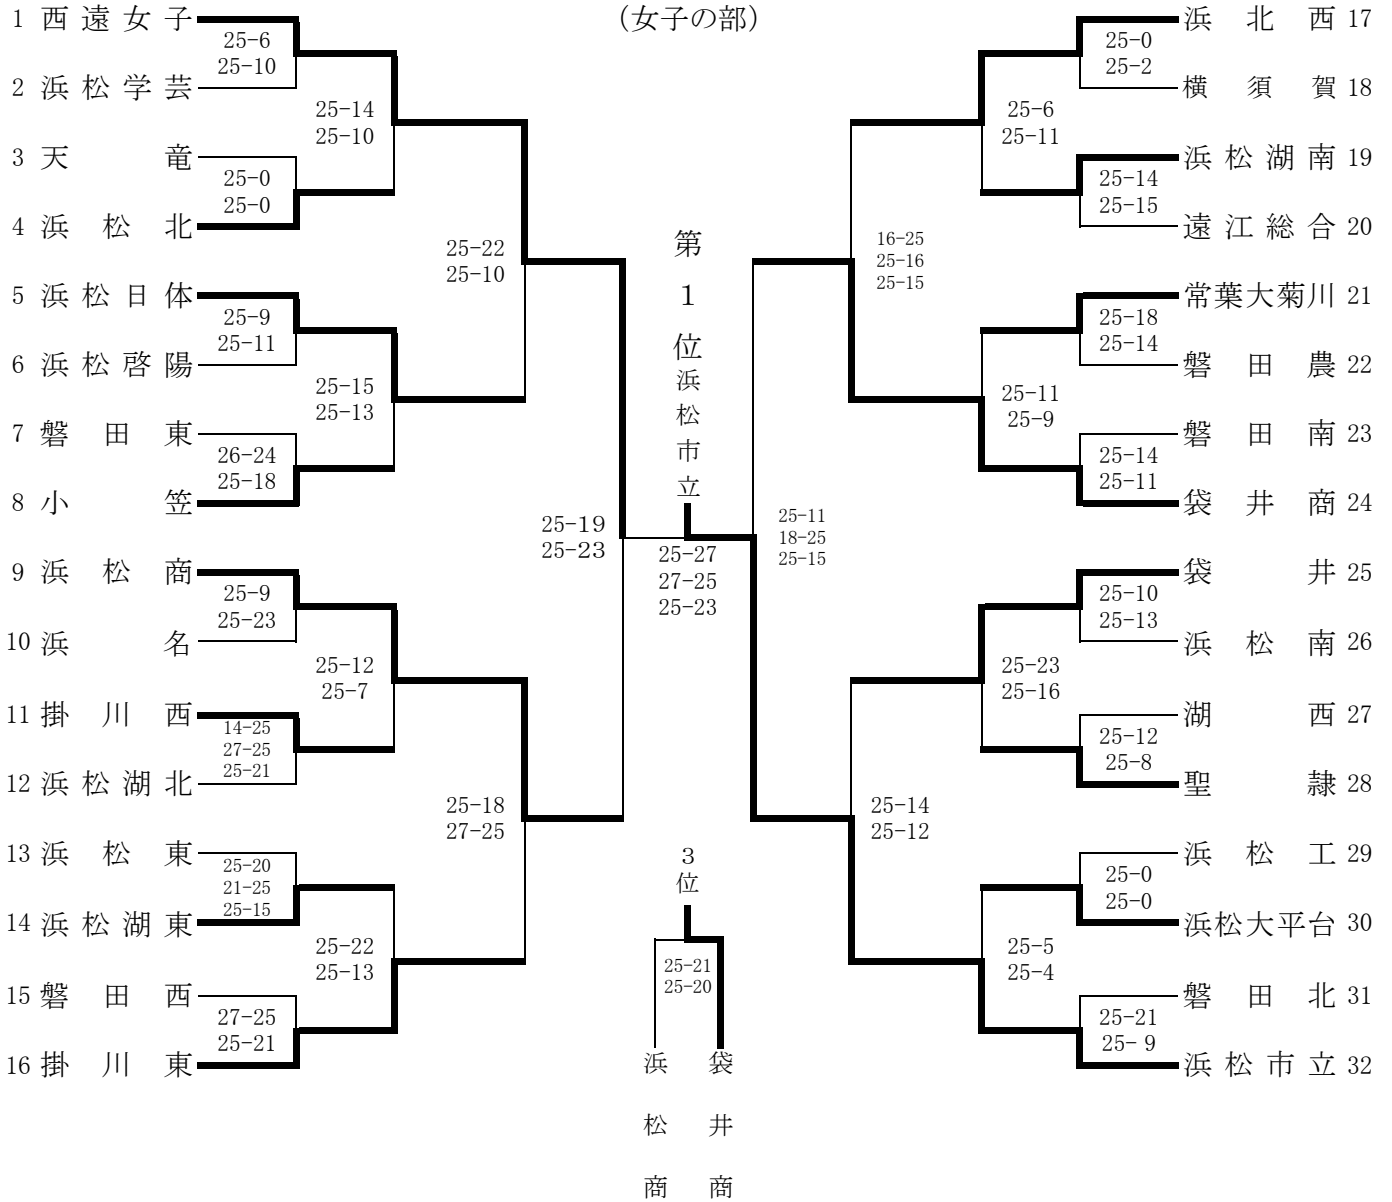 (女子の部)
1 西遠女子
25-6
25-10
2 浜松学芸
25-14
25-10
3 天竜
25-0
25-0
4 浜松北
25-22
25-10
5 浜松日体
25-9
25-11
6 浜松啓陽
25-15
25-13
7 磐田東
26-24
25-18
8 小笠
25-19
25-23
9 浜松商
25-9
25-23
10 浜名
25-12
25-7
11 掛川西
14-25
27-25
25-21
12 浜松湖北
25-18
27-25
13 浜松東
25-20
21-25
25-15
14 浜松湖東
25-22
25-13
15 磐田西
27-25
25-21
16 掛川東
第1位
浜松市立
25-27
27-25
25-23
3位
25-21
25-20
浜松商
袋井商
浜北西 17
25-0
25-2
横須賀 18
25-6
25-11
浜松湖南 19
25-14
25-15
遠江総合 20
16-25
25-16
25-15
常葉大菊川 21
25-18
25-14
磐田農 22
25-11
25-9
磐田南 23
25-14
25-11
袋井商 24
25-11
18-25
25-15
袋井 25
25-10
25-13
浜松南 26
25-23
25-16
湖西 27
25-12
25-8
聖隷 28
25-14
25-12
浜松工 29
25-0
25-0
浜松大平台 30
25-5
25-4
磐田北 31
25-21
25- 9
浜松市立 32